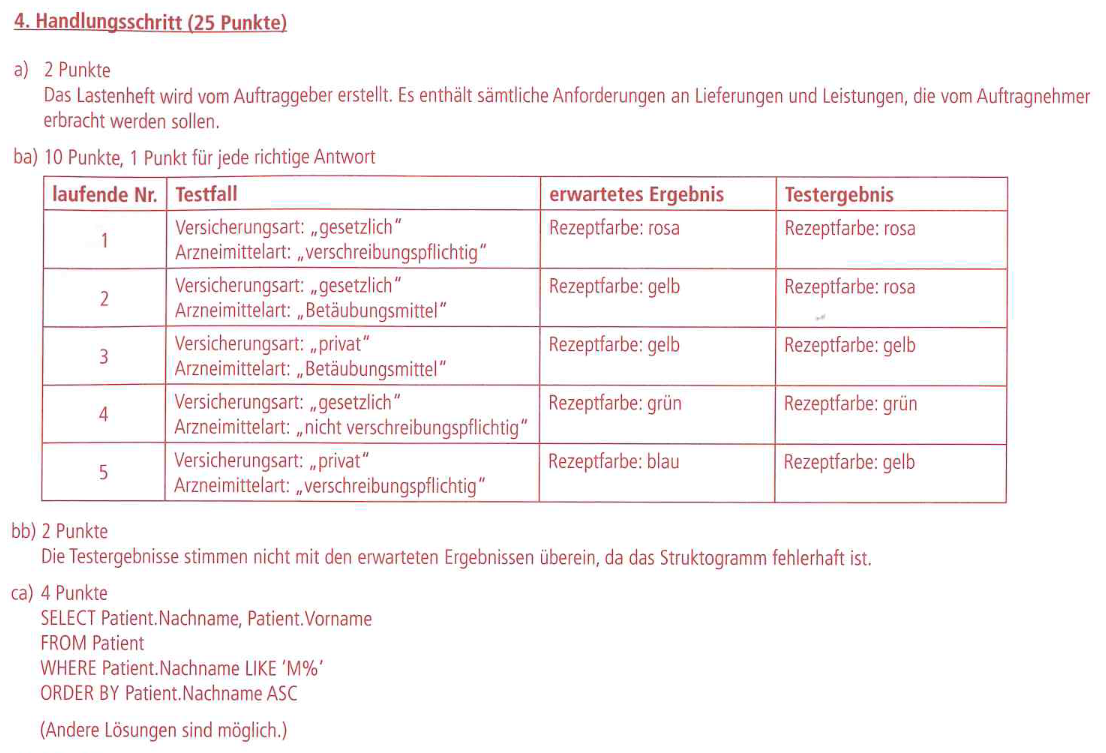 4. Handlungsschritt (25 Punkte)
a) 2 Punkte
Das Lastenheft wird vom Auftraggeber erstellt. Es enthält sämtliche Anforderungen an Lieferungen und Leistungen, die vom Auftragnehmer
erbracht werden sollen.
ba) 10 Punkte, 1 Punkt für jede richtige Antwort
laufende Nr. Testfall erwartetes Ergebnis Testergebnis
1 Versicherungsart: „gesetzlich“ Rezeptfarbe: rosa Rezeptfarbe: rosa
Arzneimittelart: „verschreibungspflichtig“
2 Versicherungsart: „gesetzlich“ Rezeptfarbe: gelb Rezeptfarbe: rosa
Arzneimittelart: „Betäubungsmittel“
3 Versicherungsart: „privat“ Rezeptfarbe: gelb Rezeptfarbe: gelb
Arzneimittelart: „Betäubungsmittel“
4 Versicherungsart: „gesetzlich“ Rezeptfarbe: grün Rezeptfarbe: grün
Arzneimittelart: „nicht verschreibungspflichtig“
5 Versicherungsart: „privat“ Rezeptfarbe: blau Rezeptfarbe: gelb
Arzneimittelart: „verschreibungspflichtig“
bb) 2 Punkte
Die Testergebnisse stimmen nicht mit den erwarteten Ergebnissen überein, da das Struktogramm fehlerhaft ist.
ca) 4 Punkte
SELECT Patient.Nachname, Patient.Vorname
FROM Patient
WHERE Patient.Nachname LIKE ‘M%’
ORDER BY Patient.Nachname ASC
(Andere Lösungen sind möglich.)